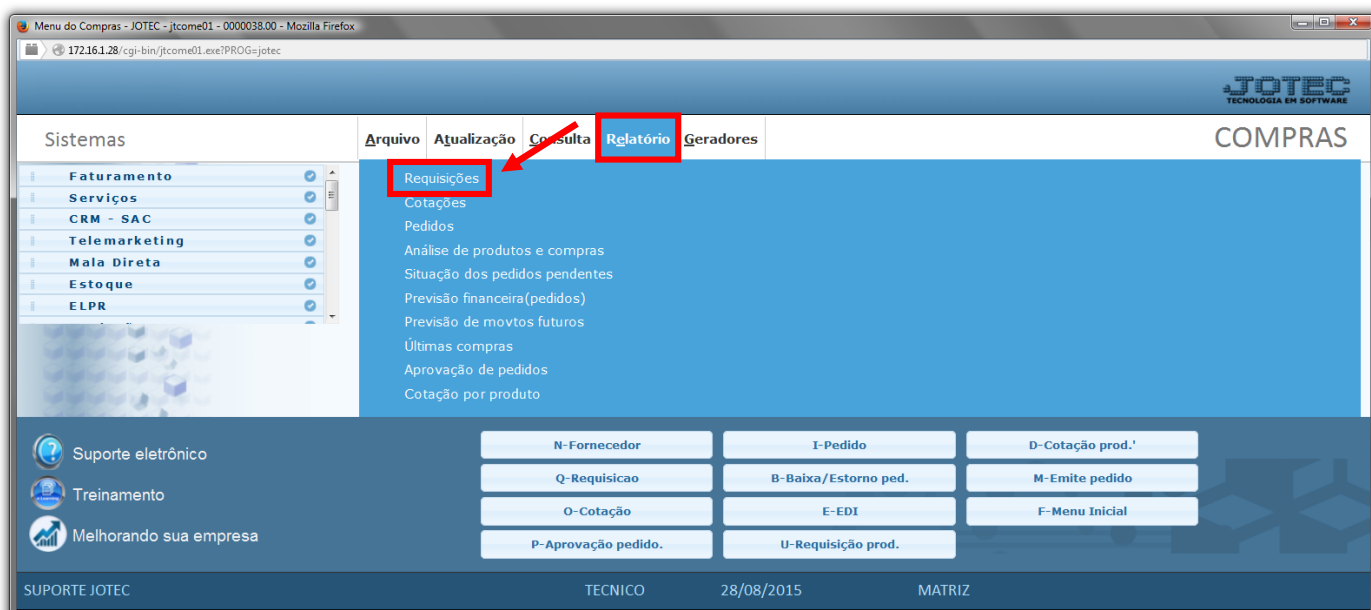 Menu do Compras - JOTEC - jtcome01 - 0000038.00 - Mozilla Firefox
172.16.1.28/cgi-bin/jtcome01.exe?PROG=jotec
JOTEC
TECNOLOGIA EM SOFTWARE
Sistemas
Arquivo Atualização Consulta Relatório Geradores
COMPRAS
Faturamento
Serviços
CRM - SAC
Telemarketing
Mala Direta
Estoque
ELPR
Requisições
Cotações
Pedidos
Análise de produtos e compras
Situação dos pedidos pendentes
Previsão financeira(pedidos)
Previsão de movtos futuros
Últimas compras
Aprovação de pedidos
Cotação por produto
Suporte eletrônico
Treinamento
Melhorando sua empresa
N-Fornecedor I-Pedido D-Cotação prod.'
Q-Requisicao B-Baixa/Estorno ped. M-Emite pedido
O-Cotação E-EDI F-Menu Inicial
P-Aprovação pedido. U-Requisição prod.
SUPORTE JOTEC TECNICO 28/08/2015 MATRIZ